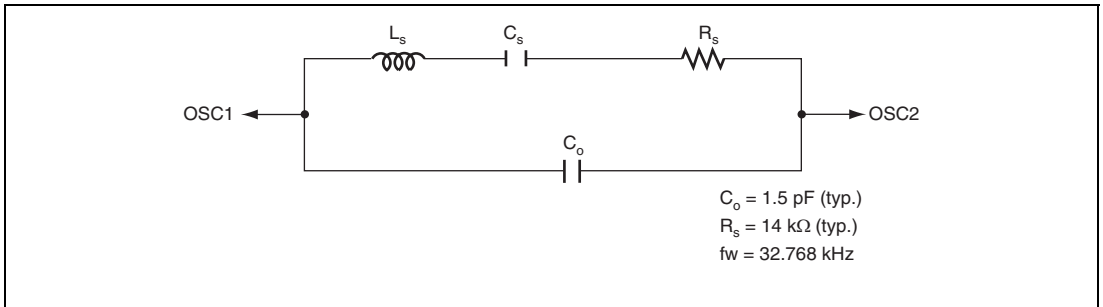 Ls Cs Rs
OSC1 OSC2
Co
Co = 1.5 pF (typ.)
Rs = 14 kΩ (typ.)
fw = 32.768 kHz